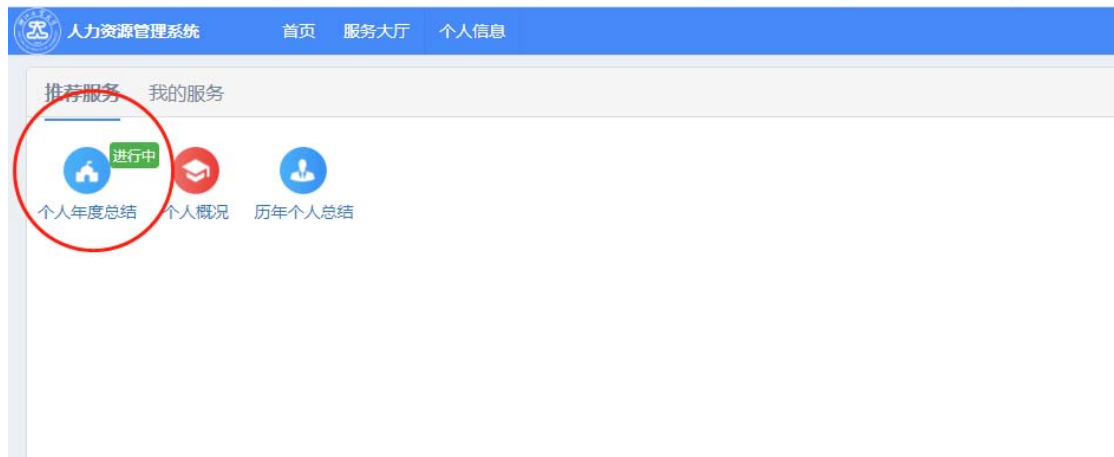 人力资源管理系统 首页 服务大厅 个人信息
推荐服务 我的服务
进行中
个人年度总结 个人概况 历年个人总结